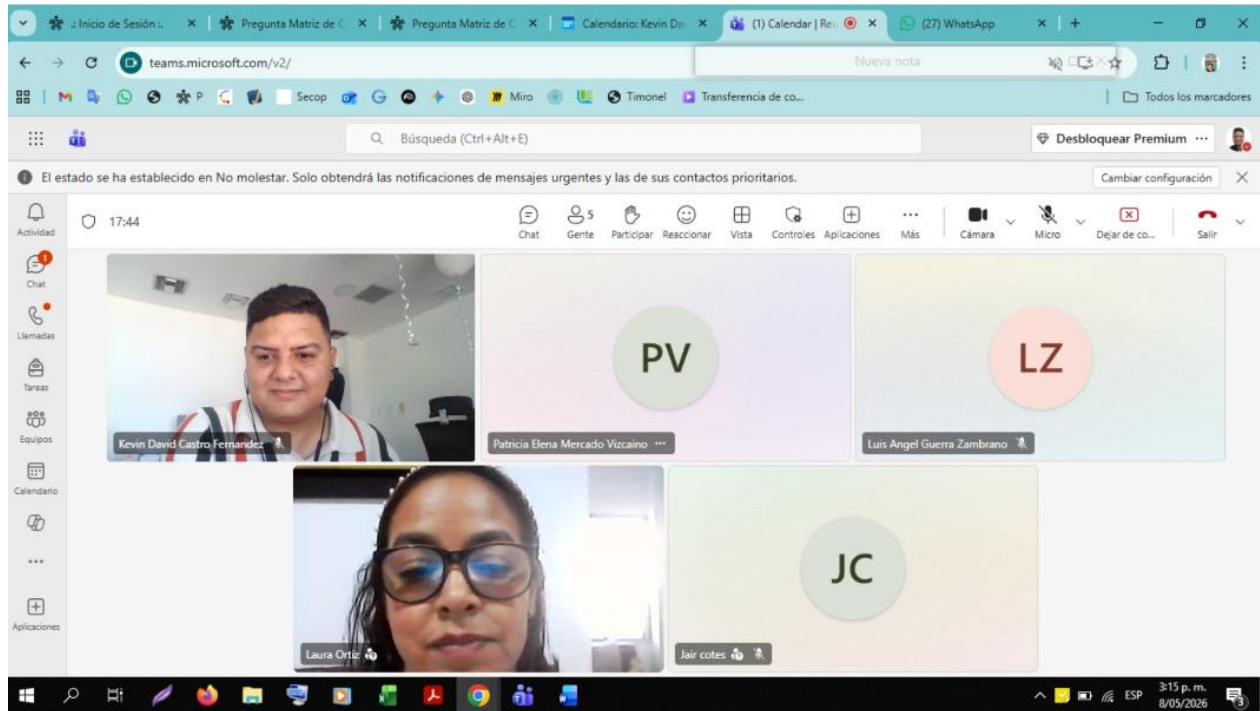 .: Inicio de Sesión :.
Pregunta Matriz de C
Pregunta Matriz de C
Calendario: Kevin Da
(1) Calendar | Reu
(27) WhatsApp
teams.microsoft.com/v2/
Nueva nota
P
Secop
Miro
Timonel
Transferencia de co...
Todos los marcadores
Búsqueda (Ctrl+Alt+E)
Desbloquear Premium ...
El estado se ha establecido en No molestar. Solo obtendrá las notificaciones de mensajes urgentes y las de sus contactos prioritarios.
Cambiar configuración
Actividad
Chat
1
Llamadas
Tareas
Equipos
Calendario
Aplicaciones
17:44
Chat
5
Gente
Participar
Reaccionar
Vista
Controles
Aplicaciones
Más
Cámara
Micro
Dejar de co...
Salir
Kevin David Castro Fernandez
PV
Patricia Elena Mercado Vizcaino ...
LZ
Luis Angel Guerra Zambrano
Laura Ortiz
JC
Jair cotes
ESP
3:15 p. m.
8/05/2026
3